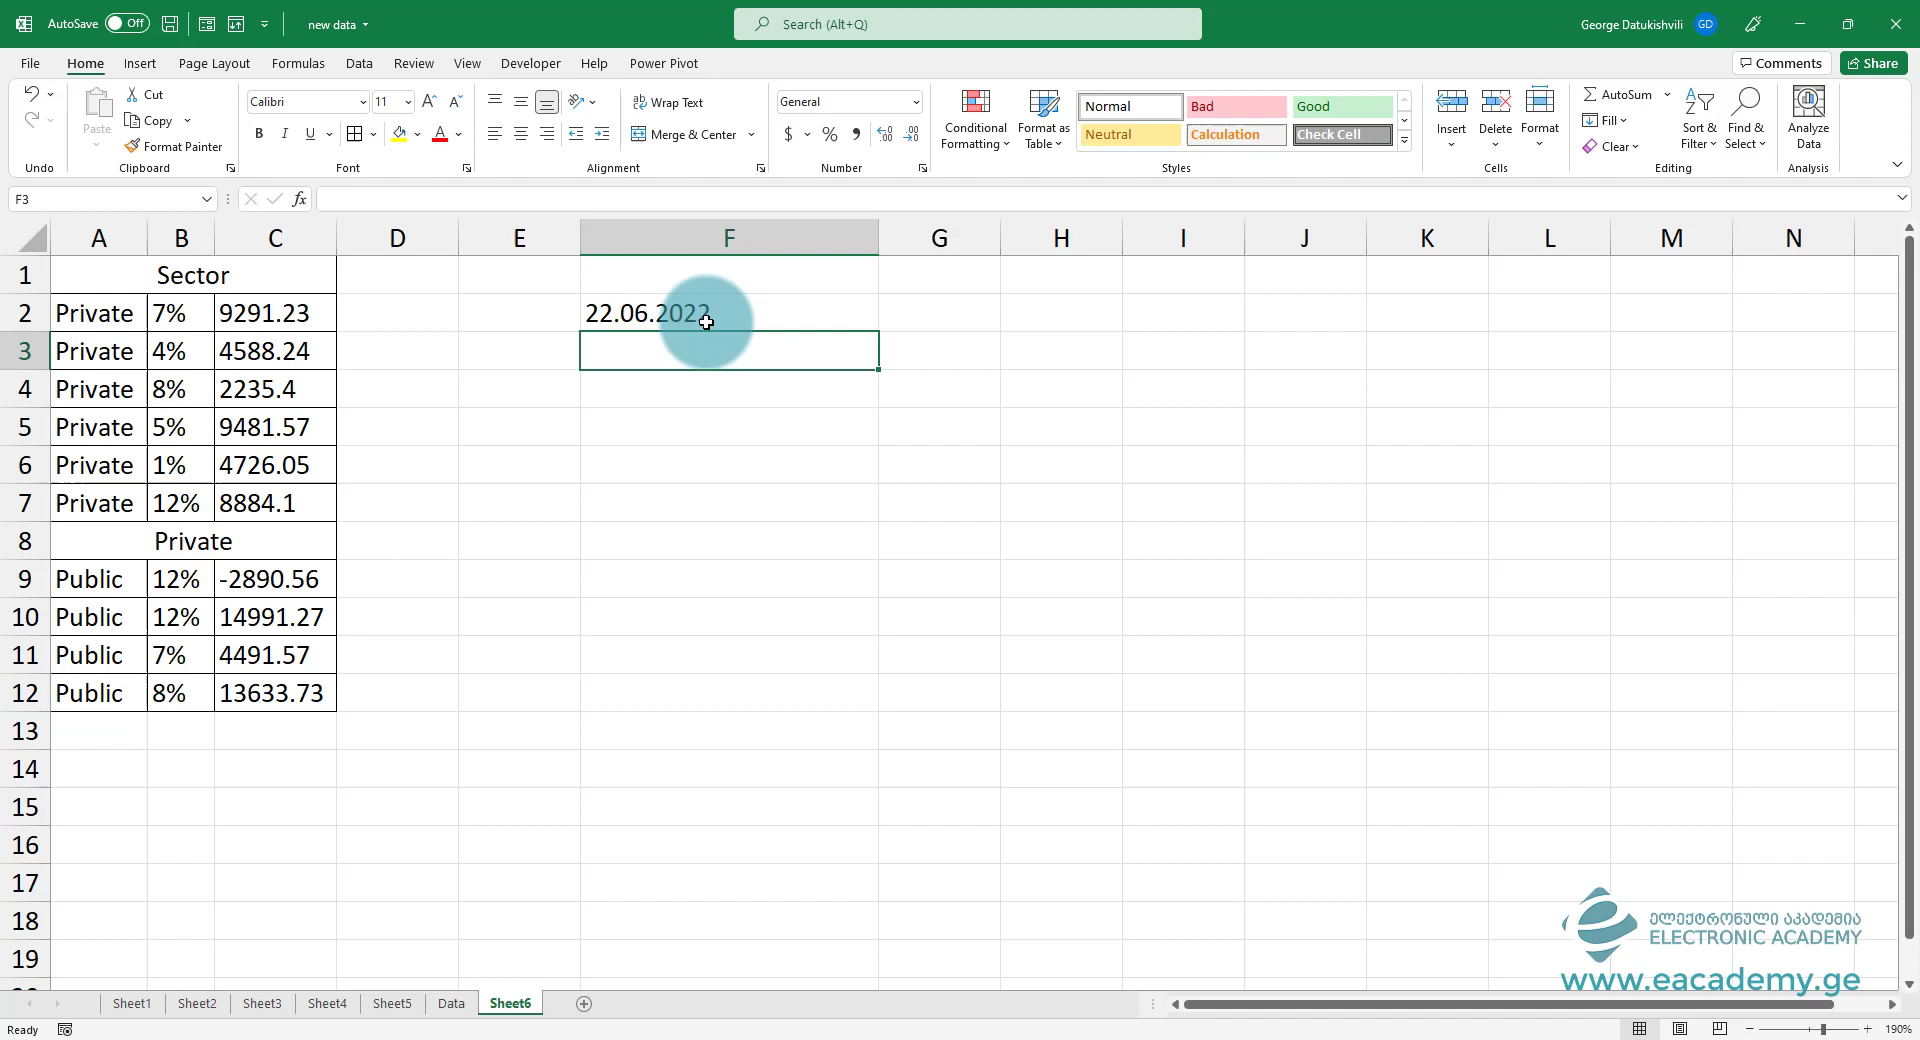 AutoSave Off new data Search (Alt+Q) George Datukishvili GD
File Home Insert Page Layout Formulas Data Review View Developer Help Power Pivot Comments Share
Cut Calibri 11 Wrap Text General Normal Bad Good AutoSum
Paste Copy Conditional Formatting Format as Table Insert Delete Format Fill Sort & Filter Find & Select Analyze Data
Format Painter B I U A Merge & Center $ % , Neutral Calculation Check Cell Clear
Undo Clipboard Font Alignment Number Styles Cells Editing Analysis
F3 fx
A B C D E F G H I J K L M N
1 Sector
2 Private 7% 9291.23 22.06.2022
3 Private 4% 4588.24
4 Private 8% 2235.4
5 Private 5% 9481.57
6 Private 1% 4726.05
7 Private 12% 8884.1
8 Private
9 Public 12% -2890.56
10 Public 12% 14991.27
11 Public 7% 4491.57
12 Public 8% 13633.73
13
14
15
16
17
18
19
ელექტრონული აკადემია
ELECTRONIC ACADEMY
www.eacademy.ge
Sheet1 Sheet2 Sheet3 Sheet4 Sheet5 Data Sheet6
Ready 190%